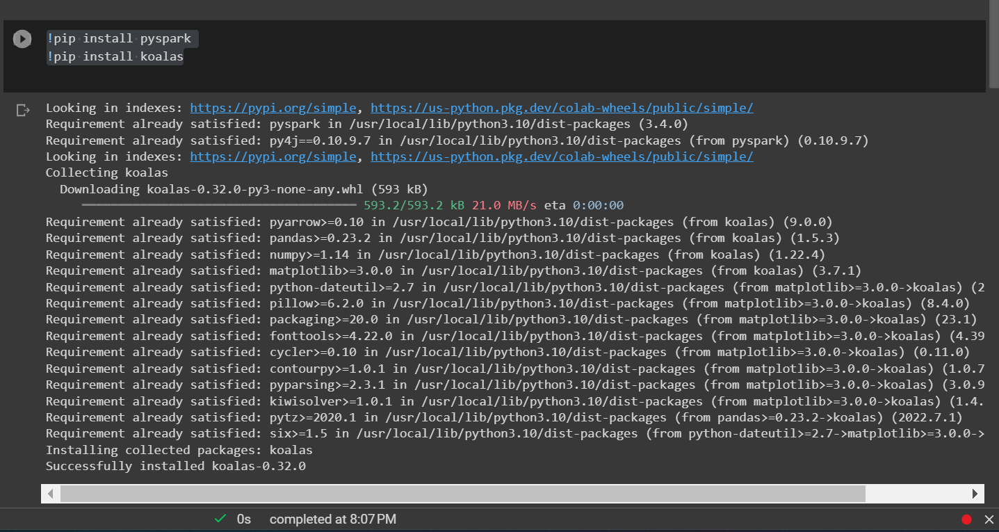 !pip install pyspark
!pip install koalas
Looking in indexes: https://pypi.org/simple, https://us-python.pkg.dev/colab-wheels/public/simple/
Requirement already satisfied: pyspark in /usr/local/lib/python3.10/dist-packages (3.4.0)
Requirement already satisfied: py4j==0.10.9.7 in /usr/local/lib/python3.10/dist-packages (from pyspark) (0.10.9.7)
Looking in indexes: https://pypi.org/simple, https://us-python.pkg.dev/colab-wheels/public/simple/
Collecting koalas
  Downloading koalas-0.32.0-py3-none-any.whl (593 kB)
593.2/593.2 kB 21.0 MB/s eta 0:00:00
Requirement already satisfied: pyarrow>=0.10 in /usr/local/lib/python3.10/dist-packages (from koalas) (9.0.0)
Requirement already satisfied: pandas>=0.23.2 in /usr/local/lib/python3.10/dist-packages (from koalas) (1.5.3)
Requirement already satisfied: numpy>=1.14 in /usr/local/lib/python3.10/dist-packages (from koalas) (1.22.4)
Requirement already satisfied: matplotlib>=3.0.0 in /usr/local/lib/python3.10/dist-packages (from koalas) (3.7.1)
Requirement already satisfied: python-dateutil>=2.7 in /usr/local/lib/python3.10/dist-packages (from matplotlib>=3.0.0->koalas) (2
Requirement already satisfied: pillow>=6.2.0 in /usr/local/lib/python3.10/dist-packages (from matplotlib>=3.0.0->koalas) (8.4.0)
Requirement already satisfied: packaging>=20.0 in /usr/local/lib/python3.10/dist-packages (from matplotlib>=3.0.0->koalas) (23.1)
Requirement already satisfied: fonttools>=4.22.0 in /usr/local/lib/python3.10/dist-packages (from matplotlib>=3.0.0->koalas) (4.39
Requirement already satisfied: cycler>=0.10 in /usr/local/lib/python3.10/dist-packages (from matplotlib>=3.0.0->koalas) (0.11.0)
Requirement already satisfied: contourpy>=1.0.1 in /usr/local/lib/python3.10/dist-packages (from matplotlib>=3.0.0->koalas) (1.0.7
Requirement already satisfied: pyparsing>=2.3.1 in /usr/local/lib/python3.10/dist-packages (from matplotlib>=3.0.0->koalas) (3.0.9
Requirement already satisfied: kiwisolver>=1.0.1 in /usr/local/lib/python3.10/dist-packages (from matplotlib>=3.0.0->koalas) (1.4.
Requirement already satisfied: pytz>=2020.1 in /usr/local/lib/python3.10/dist-packages (from pandas>=0.23.2->koalas) (2022.7.1)
Requirement already satisfied: six>=1.5 in /usr/local/lib/python3.10/dist-packages (from python-dateutil>=2.7->matplotlib>=3.0.0->
Installing collected packages: koalas
Successfully installed koalas-0.32.0
0s completed at 8:07 PM